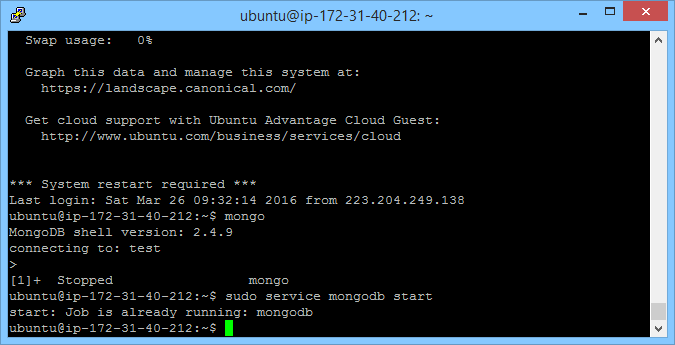 ubuntu@ip-172-31-40-212: ~
Swap usage:   0%
Graph this data and manage this system at:
https://landscape.canonical.com/
Get cloud support with Ubuntu Advantage Cloud Guest:
http://www.ubuntu.com/business/services/cloud
*** System restart required ***
Last login: Sat Mar 26 09:32:14 2016 from 223.204.249.138
ubuntu@ip-172-31-40-212:~$ mongo
MongoDB shell version: 2.4.9
connecting to: test
>
[1]+  Stopped                 mongo
ubuntu@ip-172-31-40-212:~$ sudo service mongodb start
start: Job is already running: mongodb
ubuntu@ip-172-31-40-212:~$